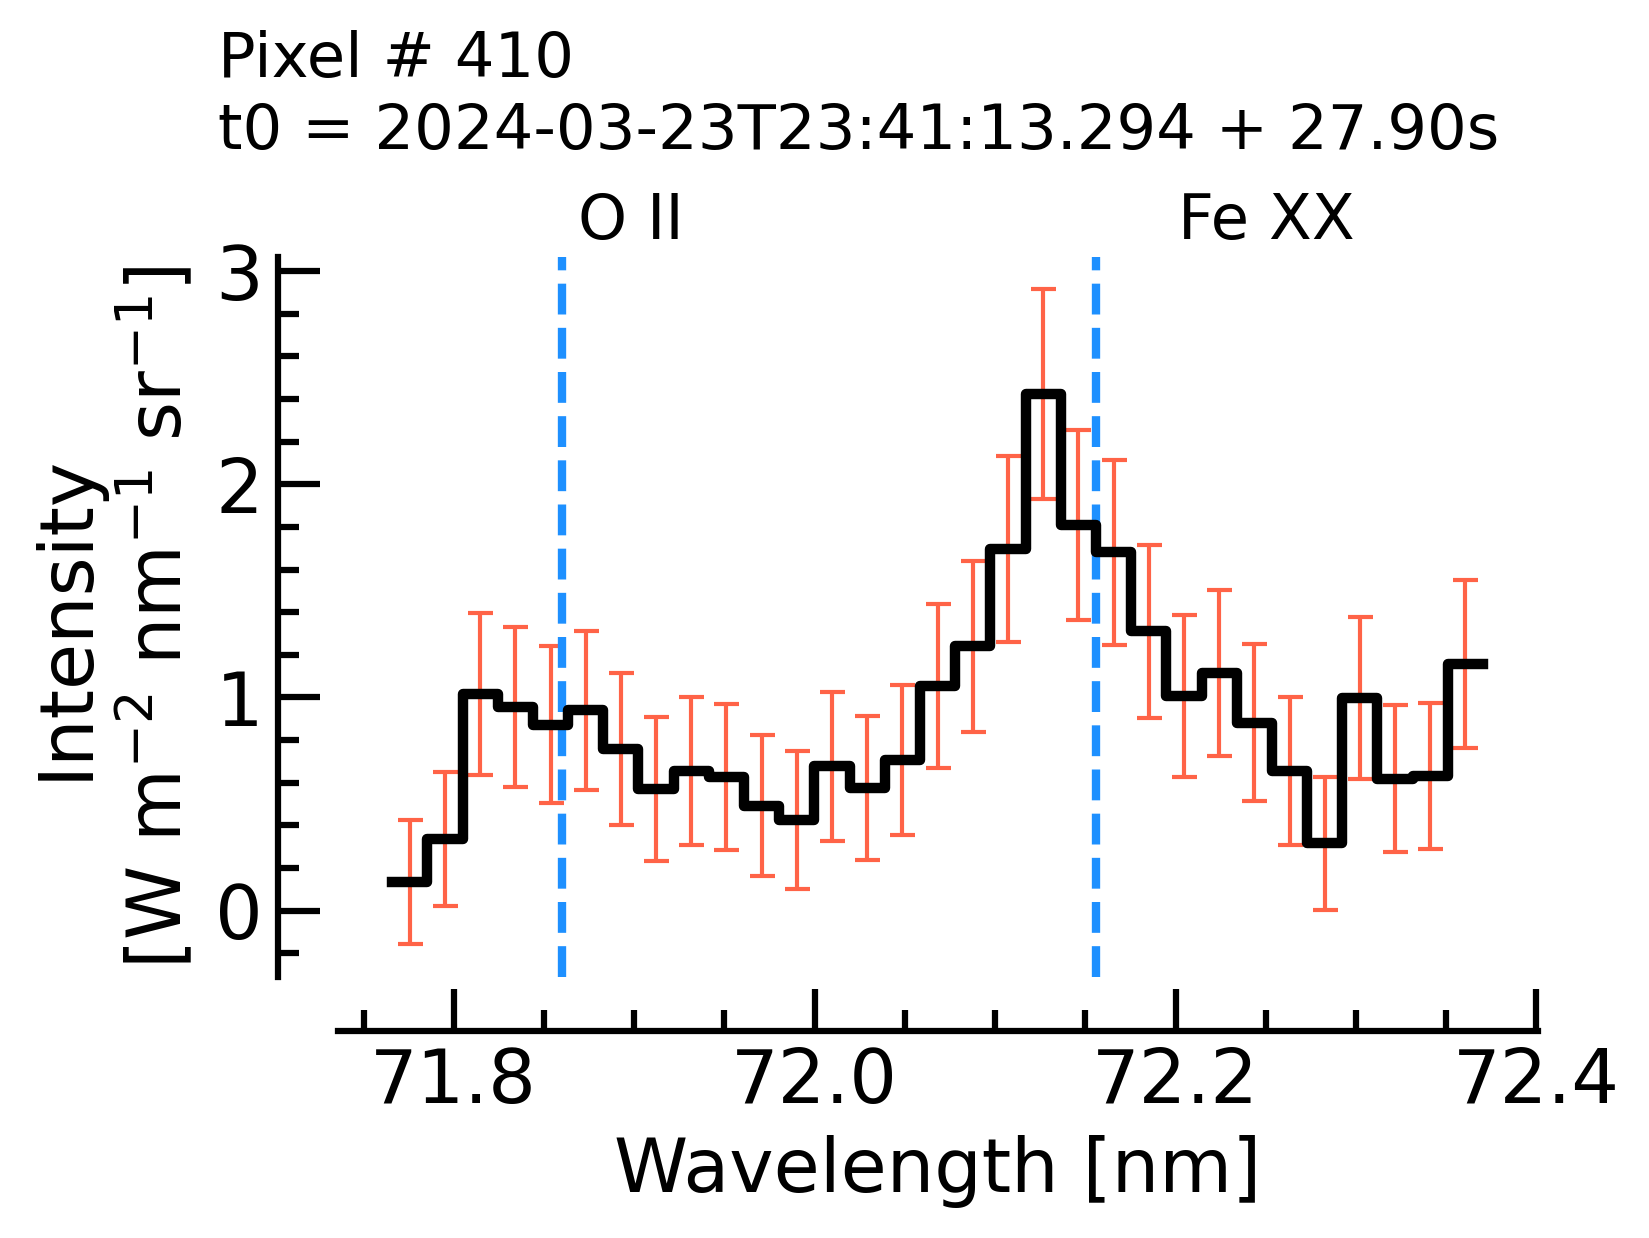 Pixel # 410
t0 = 2024-03-23T23:41:13.294 + 27.90s
O II
Fe XX
3
2
1
0
Intensity
[W m⁻² nm⁻¹ sr⁻¹]
71.8
72.0
72.2
72.4
Wavelength [nm]